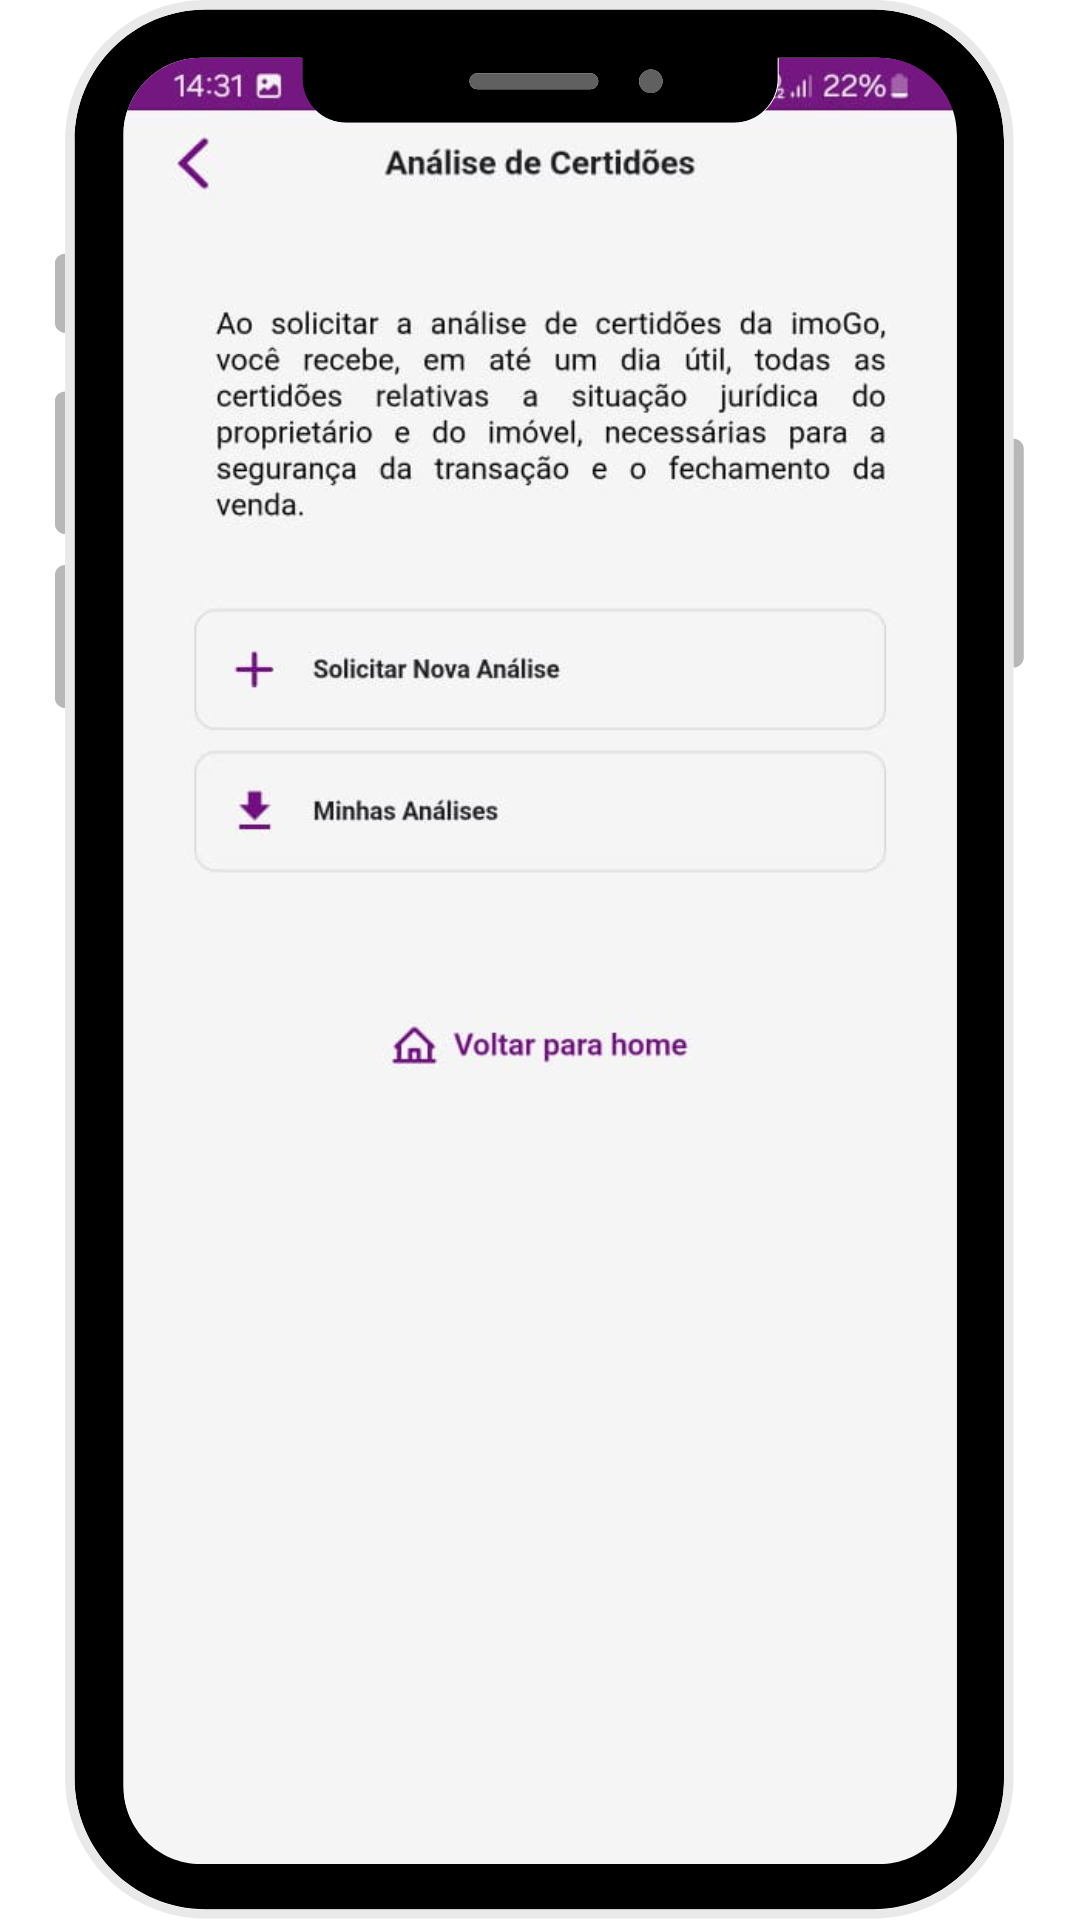 14:31
22%
Análise de Certidões
Ao solicitar a análise de certidões da imoGo,
você recebe, em até um dia útil, todas as
certidões relativas a situação jurídica do
proprietário e do imóvel, necessárias para a
segurança da transação e o fechamento da
venda.
Solicitar Nova Análise
Minhas Análises
Voltar para home